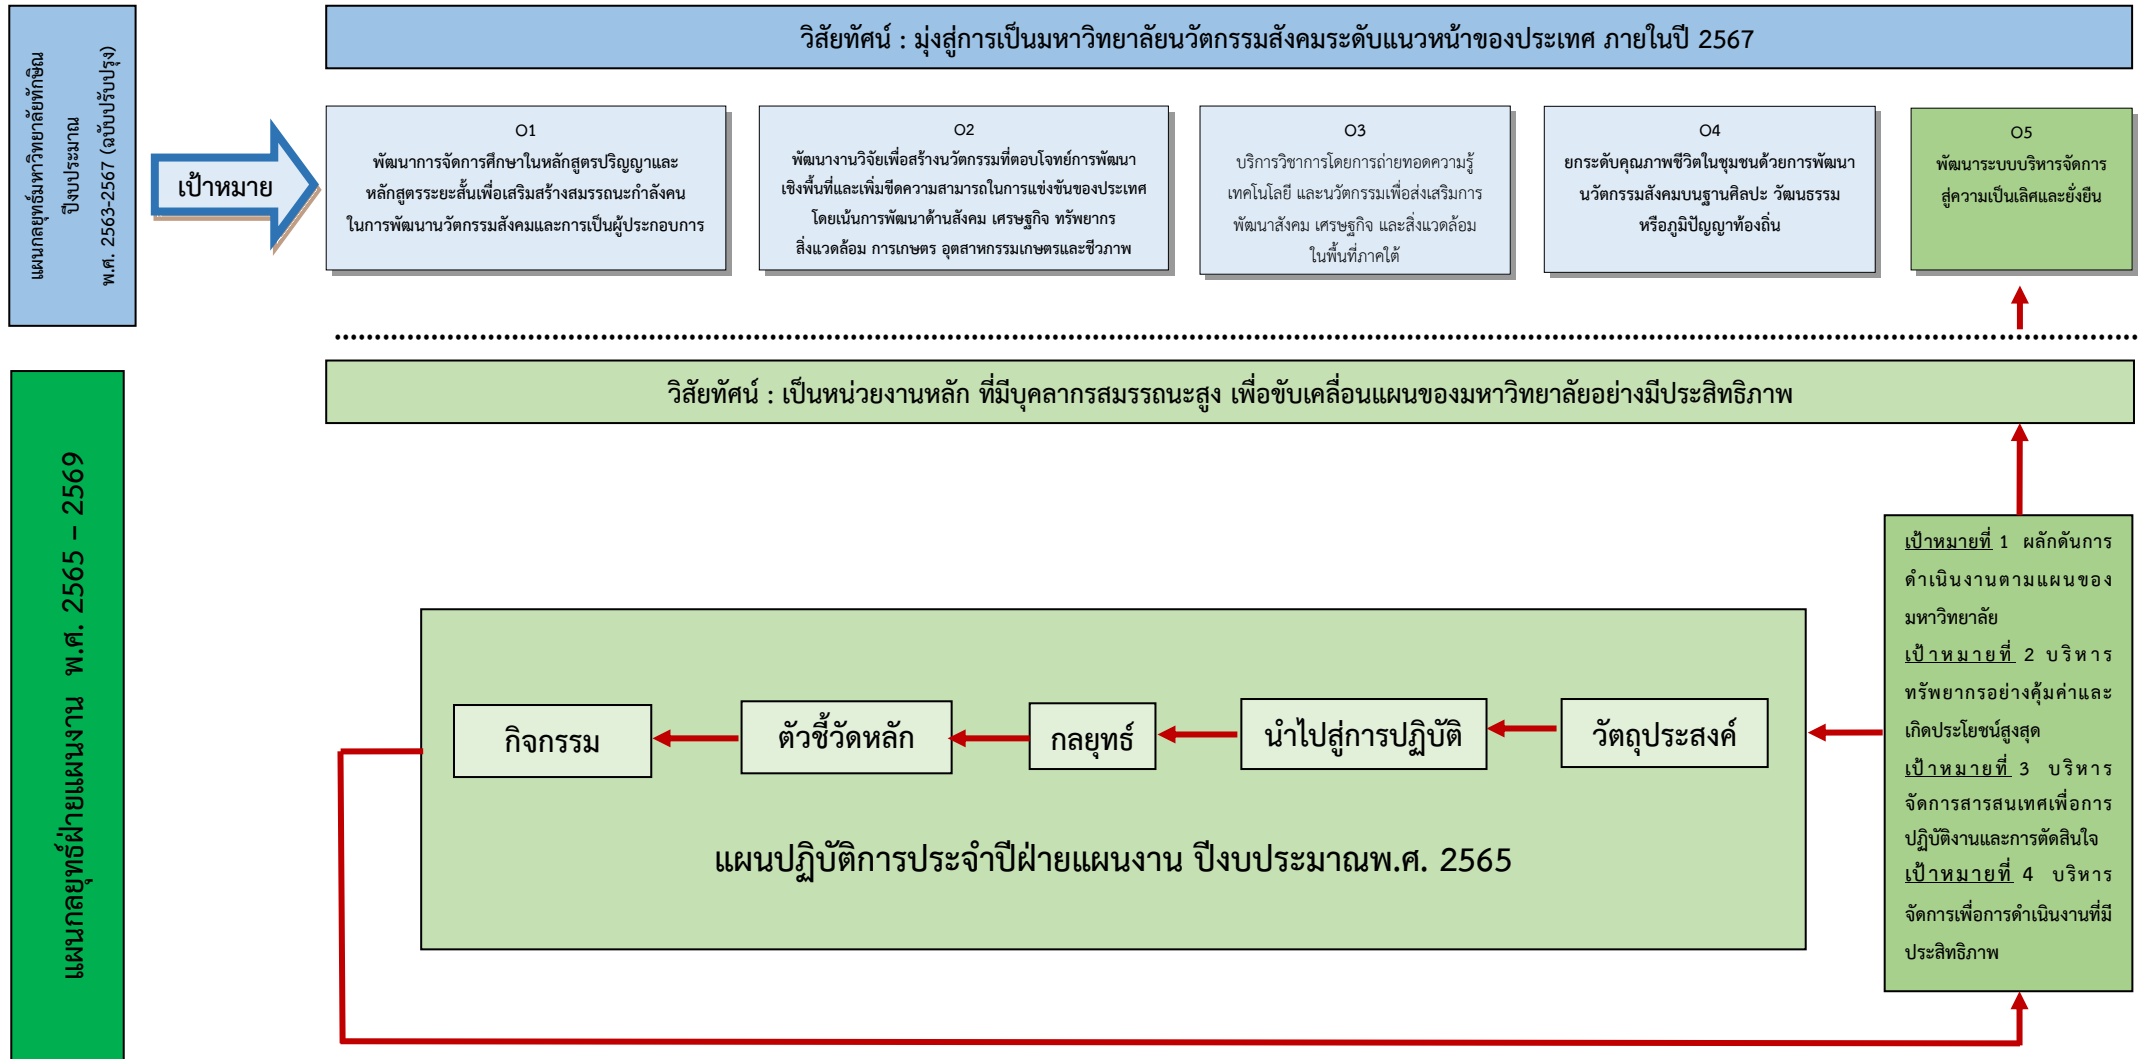 แผนกลยุทธ์มหาวิทยาลัยทักษิณ
ปีงบประมาณ
พ.ศ. 2563-2567 (ฉบับปรับปรุง)
วิสัยทัศน์ : มุ่งสู่การเป็นมหาวิทยาลัยนวัตกรรมสังคมระดับแนวหน้าของประเทศ ภายในปี 2567
เป้าหมาย
O1
พัฒนาการจัดการศึกษาในหลักสูตรปริญญาและ
หลักสูตรระยะสั้นเพื่อเสริมสร้างสมรรถนะกำลังคน
ในการพัฒนานวัตกรรมสังคมและการเป็นผู้ประกอบการ
O2
พัฒนางานวิจัยเพื่อสร้างนวัตกรรมที่ตอบโจทย์การพัฒนา
เชิงพื้นที่และเพิ่มขีดความสามารถในการแข่งขันของประเทศ
โดยเน้นการพัฒนาด้านสังคม เศรษฐกิจ ทรัพยากร
สิ่งแวดล้อม การเกษตร อุตสาหกรรมเกษตรและชีวภาพ
O3
บริการวิชาการโดยการถ่ายทอดความรู้
เทคโนโลยี และนวัตกรรมเพื่อส่งเสริมการ
พัฒนาสังคม เศรษฐกิจ และสิ่งแวดล้อม
ในพื้นที่ภาคใต้
O4
ยกระดับคุณภาพชีวิตในชุมชนด้วยการพัฒนา
นวัตกรรมสังคมบนฐานศิลปะ วัฒนธรรม
หรือภูมิปัญญาท้องถิ่น
O5
พัฒนาระบบบริหารจัดการ
สู่ความเป็นเลิศและยั่งยืน
แผนกลยุทธ์ฝ่ายแผนงาน พ.ศ. 2565 – 2569
วิสัยทัศน์ : เป็นหน่วยงานหลัก ที่มีบุคลากรสมรรถนะสูง เพื่อขับเคลื่อนแผนของมหาวิทยาลัยอย่างมีประสิทธิภาพ
เป้าหมายที่ 1 ผลักดันการ
ดำเนินงานตามแผนของ
มหาวิทยาลัย
เป้าหมายที่ 2 บริหาร
ทรัพยากรอย่างคุ้มค่าและ
เกิดประโยชน์สูงสุด
เป้าหมายที่ 3 บริหาร
จัดการสารสนเทศเพื่อการ
ปฏิบัติงานและการตัดสินใจ
เป้าหมายที่ 4 บริหาร
จัดการเพื่อการดำเนินงานที่มี
ประสิทธิภาพ
กิจกรรม
ตัวชี้วัดหลัก
กลยุทธ์
นำไปสู่การปฏิบัติ
วัตถุประสงค์
แผนปฏิบัติการประจำปีฝ่ายแผนงาน ปีงบประมาณพ.ศ. 2565